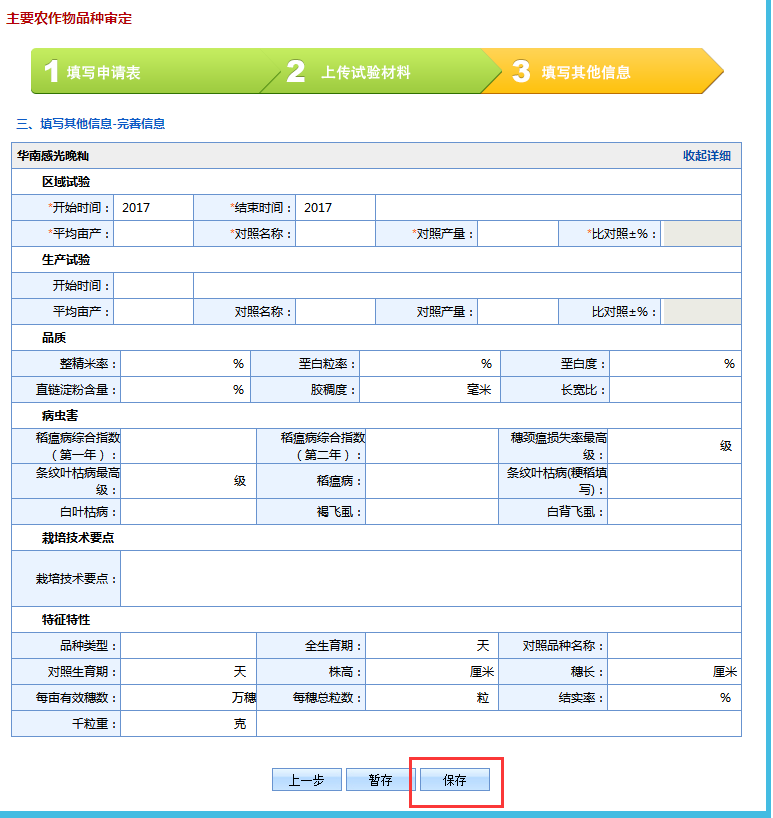 主要农作物品种审定
1 填写申请表 2 上传试验材料 3 填写其他信息
三、填写其他信息-完善信息
华南感光晚籼 收起详细
区域试验
*开始时间： 2017 *结束时间： 2017
*平均亩产： *对照名称： *对照产量： *比对照±%：
生产试验
开始时间：
平均亩产： 对照名称： 对照产量： 比对照±%：
品质
整精米率： % 垩白粒率： % 垩白度： %
直链淀粉含量： % 胶稠度： 毫米 长宽比：
病虫害
稻瘟病综合指数 稻瘟病综合指数 穗颈瘟损失率最高
（第一年）： （第二年）： 级： 级
条纹叶枯病最高 级 稻瘟病： 条纹叶枯病(粳稻填
级： 写)：
白叶枯病： 褐飞虱： 白背飞虱：
栽培技术要点
栽培技术要点：
特征特性
品种类型： 全生育期： 天 对照品种名称：
对照生育期： 天 株高： 厘米 穗长： 厘米
每亩有效穗数： 万穗 每穗总粒数： 粒 结实率： %
千粒重： 克
上一步 暂存 保存